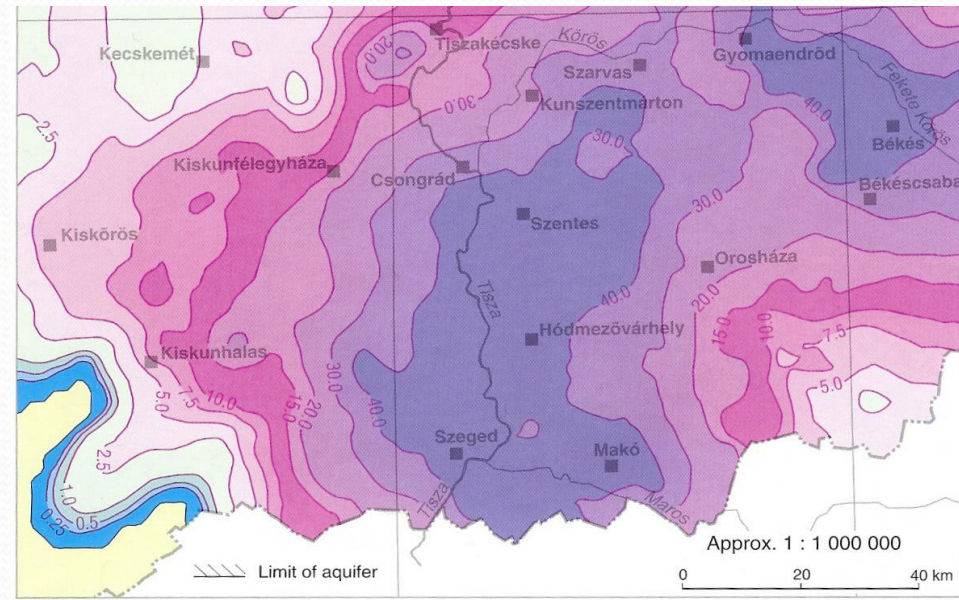 Kecskemét
20.0
Tiszakécske
Körös
Gyomaendrőd
Szarvas
Fekete Körös
30.0
Kunszentmárton
40.0
2.5
30.0
Békés
Kiskunfélegyháza
Csongrád
Békéscsaba
30.0
Szentes
Kiskőrös
Orosháza
Tisza
40.0
20.0
15.0
10.0
7.5
Hódmezővárhely
Kiskunhalas
30.0
5.0
5.0
7.5
10.0
15.0
20.0
40.0
2.5
Szeged
Makó
1.0
0.5
0.25
Tisza
Maros
Approx. 1 : 1 000 000
Limit of aquifer
0 20 40 km